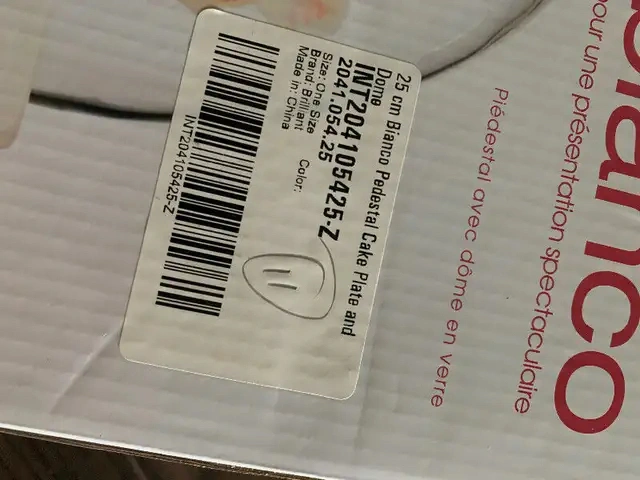 25 cm Bianco Pedestal Cake Plate and
Dome
INT204105425-Z
2041.054.25
Size: One Size Color:
Brand: Brilliant
Made in: China
INT204105425-Z
ianco
pour une présentation spectaculaire
Piédestal avec dôme en verre